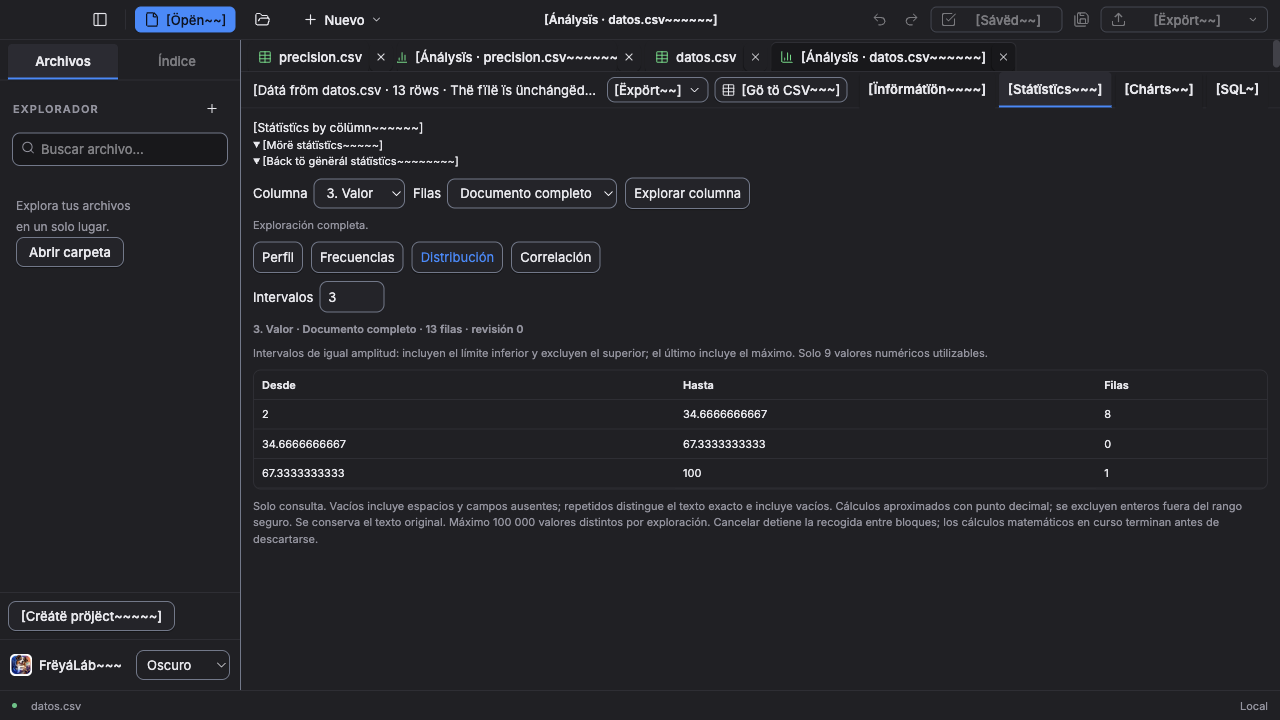 [Öpën~~]
Nuevo
[Ánálysïs · datos.csv~~~~~~]
[Sávëd~~]
[Ëxpört~~]
Archivos
Índice
precision.csv
[Ánálysïs · precision.csv~~~~~~
datos.csv
[Ánálysïs · datos.csv~~~~~~]
[Dátá fröm datos.csv · 13 röws · Thë fïlë ïs ünchángëd...
[Ëxpört~~]
[Gö tö CSV~~~]
[Ïnförmátïön~~~~]
[Státïstïcs~~~]
[Chárts~~]
[SQL~]
EXPLORADOR
Buscar archivo...
Explora tus archivos
en un solo lugar.
Abrir carpeta
[Státïstïcs by cölümn~~~~~~]
[Mörë státïstïcs~~~~~]
[Báck tö gënërál státïstïcs~~~~~~~~]
Columna 3. Valor Filas Documento completo Explorar columna
Exploración completa.
Perfil Frecuencias Distribución Correlación
Intervalos 3
3. Valor · Documento completo · 13 filas · revisión 0
Intervalos de igual amplitud: incluyen el límite inferior y excluyen el superior; el último incluye el máximo. Solo 9 valores numéricos utilizables.
Desde Hasta Filas
2 34.6666666667 8
34.6666666667 67.3333333333 0
67.3333333333 100 1
Solo consulta. Vacíos incluye espacios y campos ausentes; repetidos distingue el texto exacto e incluye vacíos. Cálculos aproximados con punto decimal; se excluyen enteros fuera del rango
seguro. Se conserva el texto original. Máximo 100 000 valores distintos por exploración. Cancelar detiene la recogida entre bloques; los cálculos matemáticos en curso terminan antes de
descartarse.
[Crëátë pröjëct~~~~~]
FrëyáLáb~~~
Oscuro
datos.csv
Local